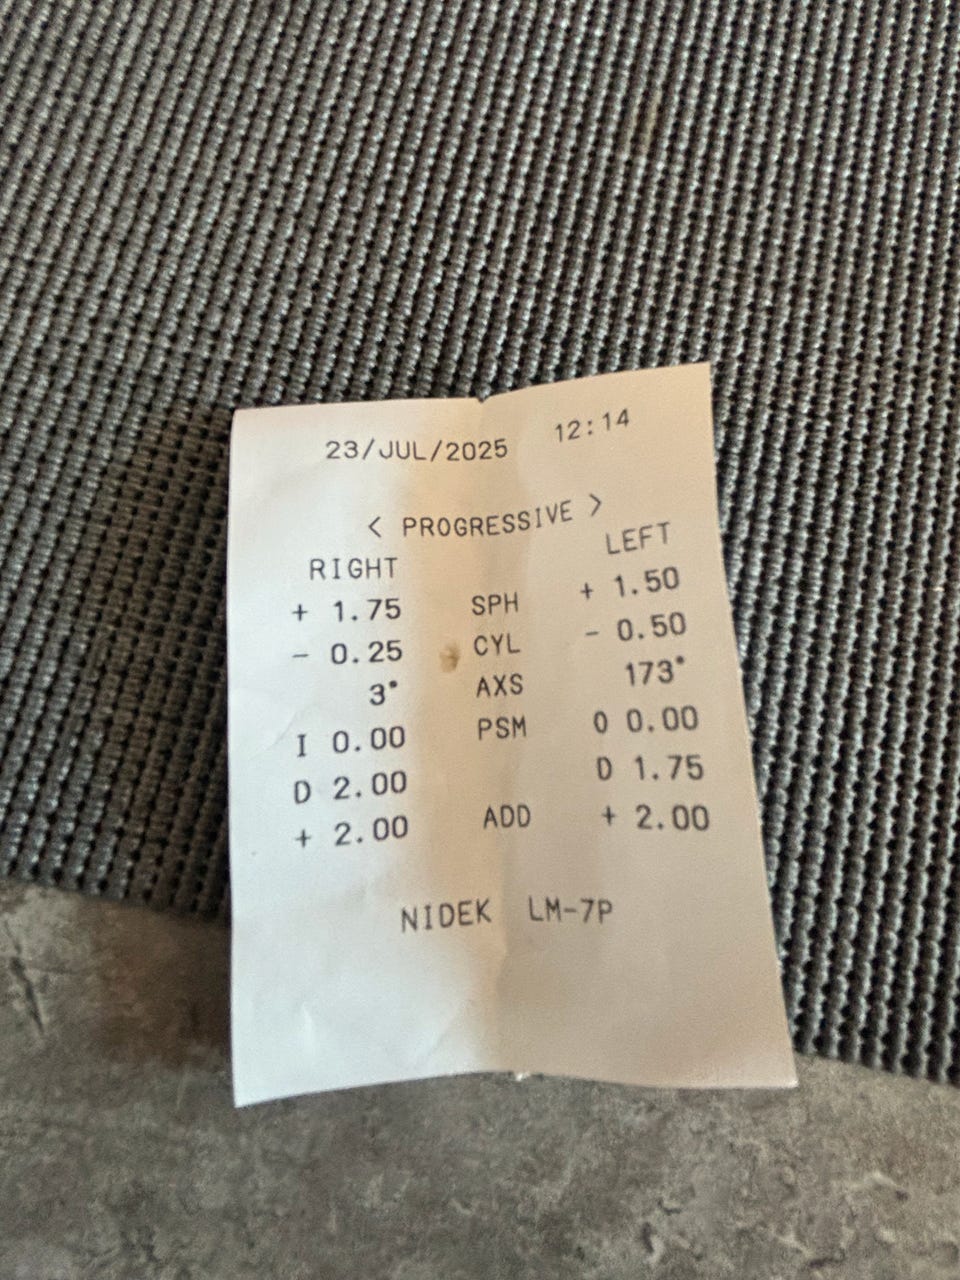 23/JUL/2025 12:14
< PROGRESSIVE >
RIGHT LEFT
+ 1.75 SPH + 1.50
- 0.25 CYL - 0.50
3° AXS 173°
I 0.00 PSM O 0.00
D 2.00 D 1.75
+ 2.00 ADD + 2.00
NIDEK LM-7P